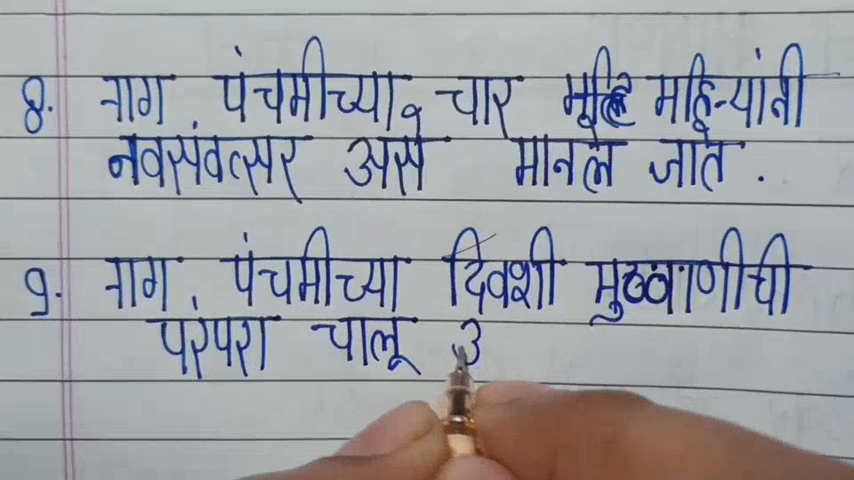 8. नाग पंचमीच्या चार महिन्यांनी
नवसंवत्सर असे मानले जाते .
9. नाग पंचमीच्या दिवशी
परंपरा चालू